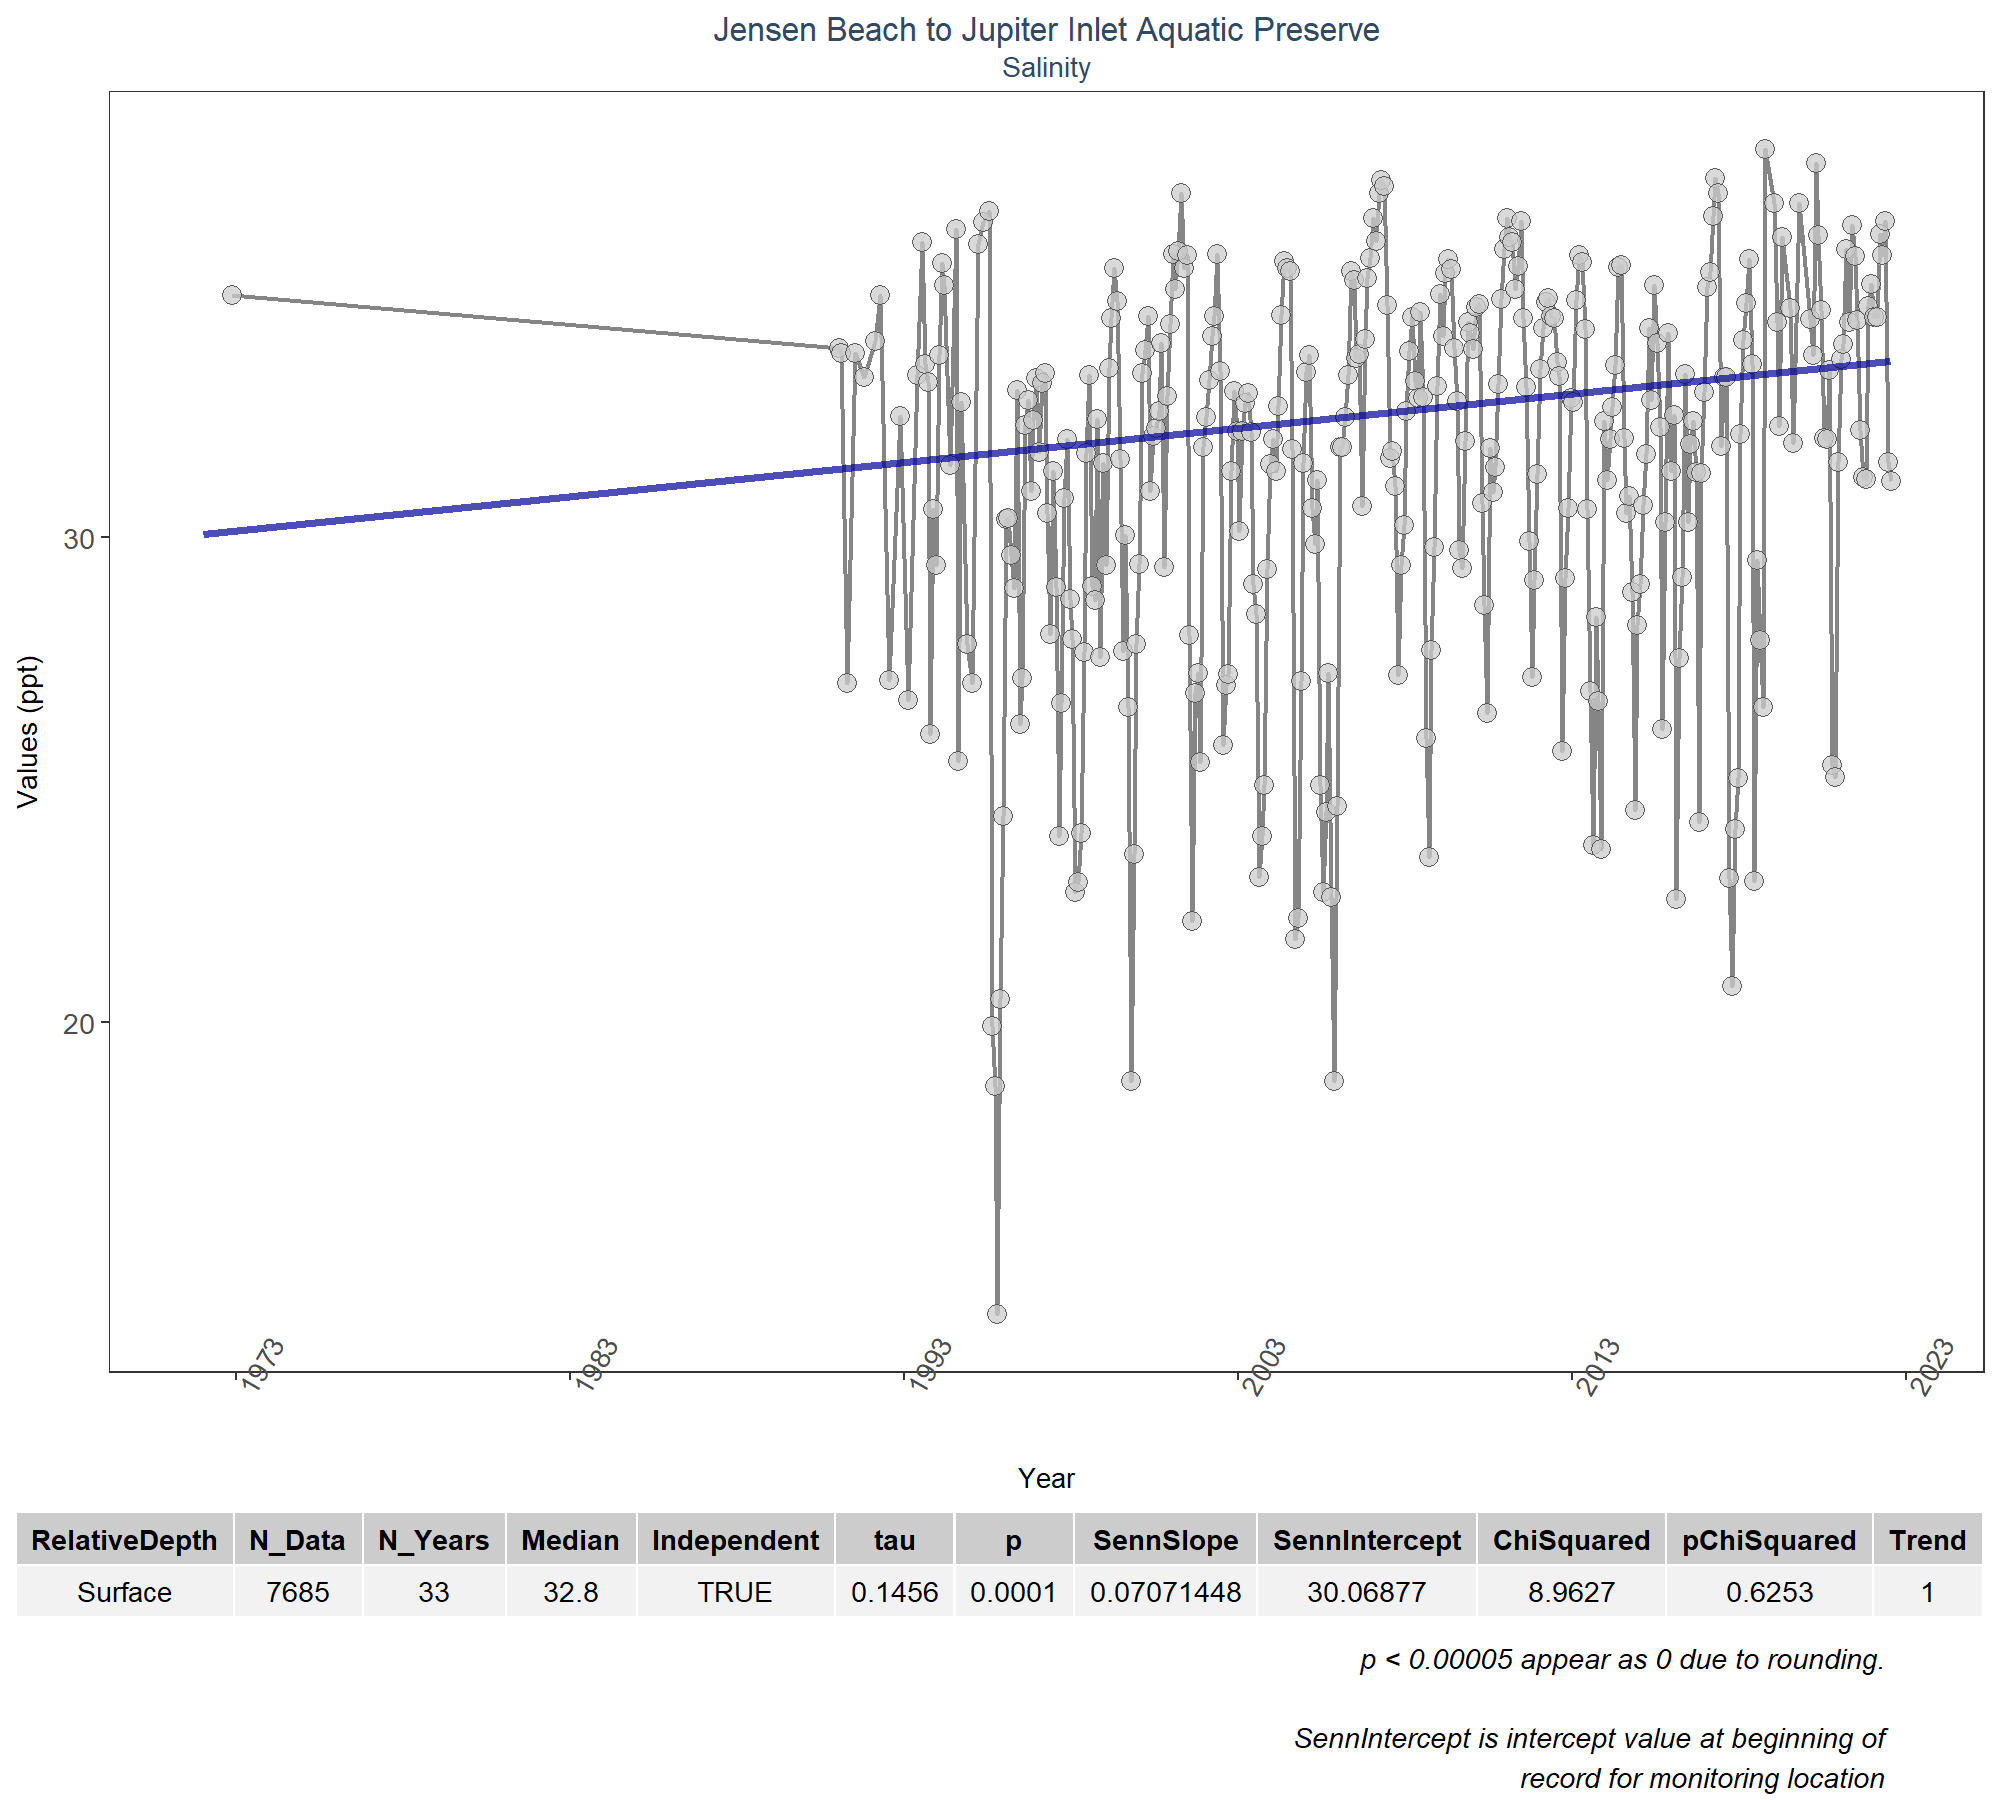 Jensen Beach to Jupiter Inlet Aquatic Preserve
Salinity
Values (ppt)
30
20
1973
1983
1993
2003
2013
2023
Year
RelativeDepth N_Data N_Years Median Independent tau p SennSlope SennIntercept ChiSquared pChiSquared Trend
Surface 7685 33 32.8 TRUE 0.1456 0.0001 0.07071448 30.06877 8.9627 0.6253 1
p < 0.00005 appear as 0 due to rounding.
SennIntercept is intercept value at beginning of
record for monitoring location